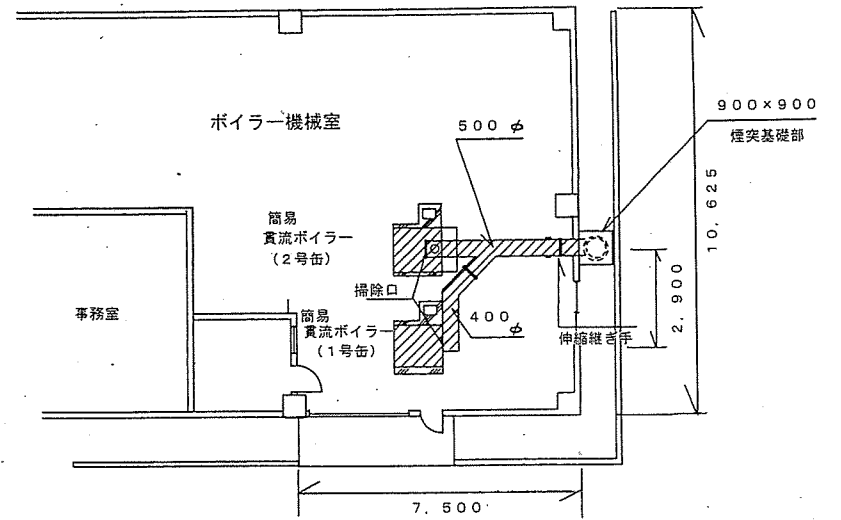 900×900
煙突基礎部
ボイラー機械室
500 φ
10,625
簡易
貫流ボイラー
(2号缶)
掃除口
2,900
事務室
簡易
貫流ボイラー
(1号缶)
400
φ
伸縮継ぎ手
7,500